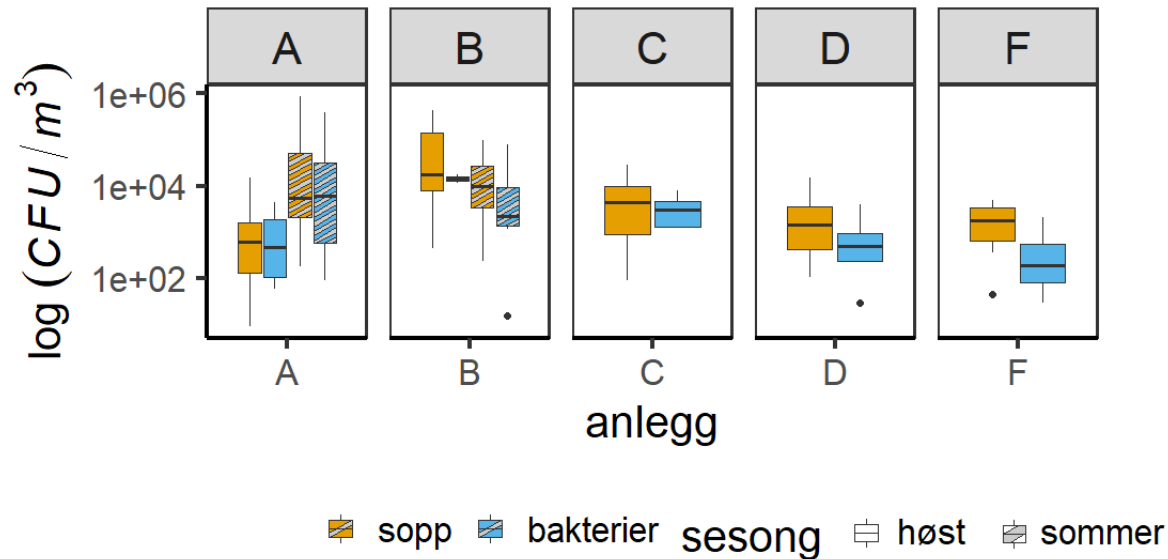 A B C D F
log (CFU / m³)
1e+06
1e+04
1e+02
A B C D F
anlegg
sopp bakterier sesong høst sommer